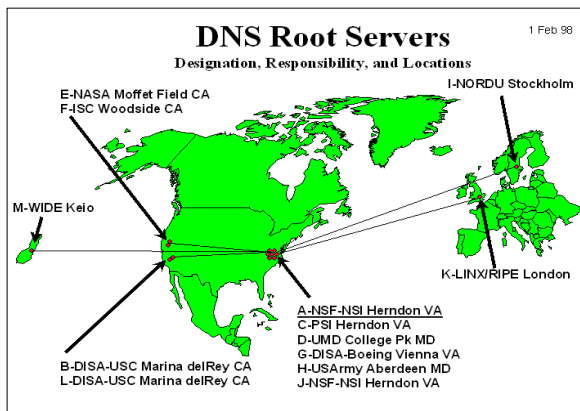 DNS Root Servers
1 Feb 98
Designation, Responsibility, and Locations
E-NASA Moffet Field CA
F-ISC Woodside CA
I-NORDU Stockholm
M-WIDE Keio
K-LINX/RIPE London
A-NSF-NSI Herndon VA
C-PSI Herndon VA
D-UMD College Pk MD
G-DISA-Boeing Vienna VA
H-USArmy Aberdeen MD
J-NSF-NSI Herndon VA
B-DISA-USC Marina delRey CA
L-DISA-USC Marina delRey CA